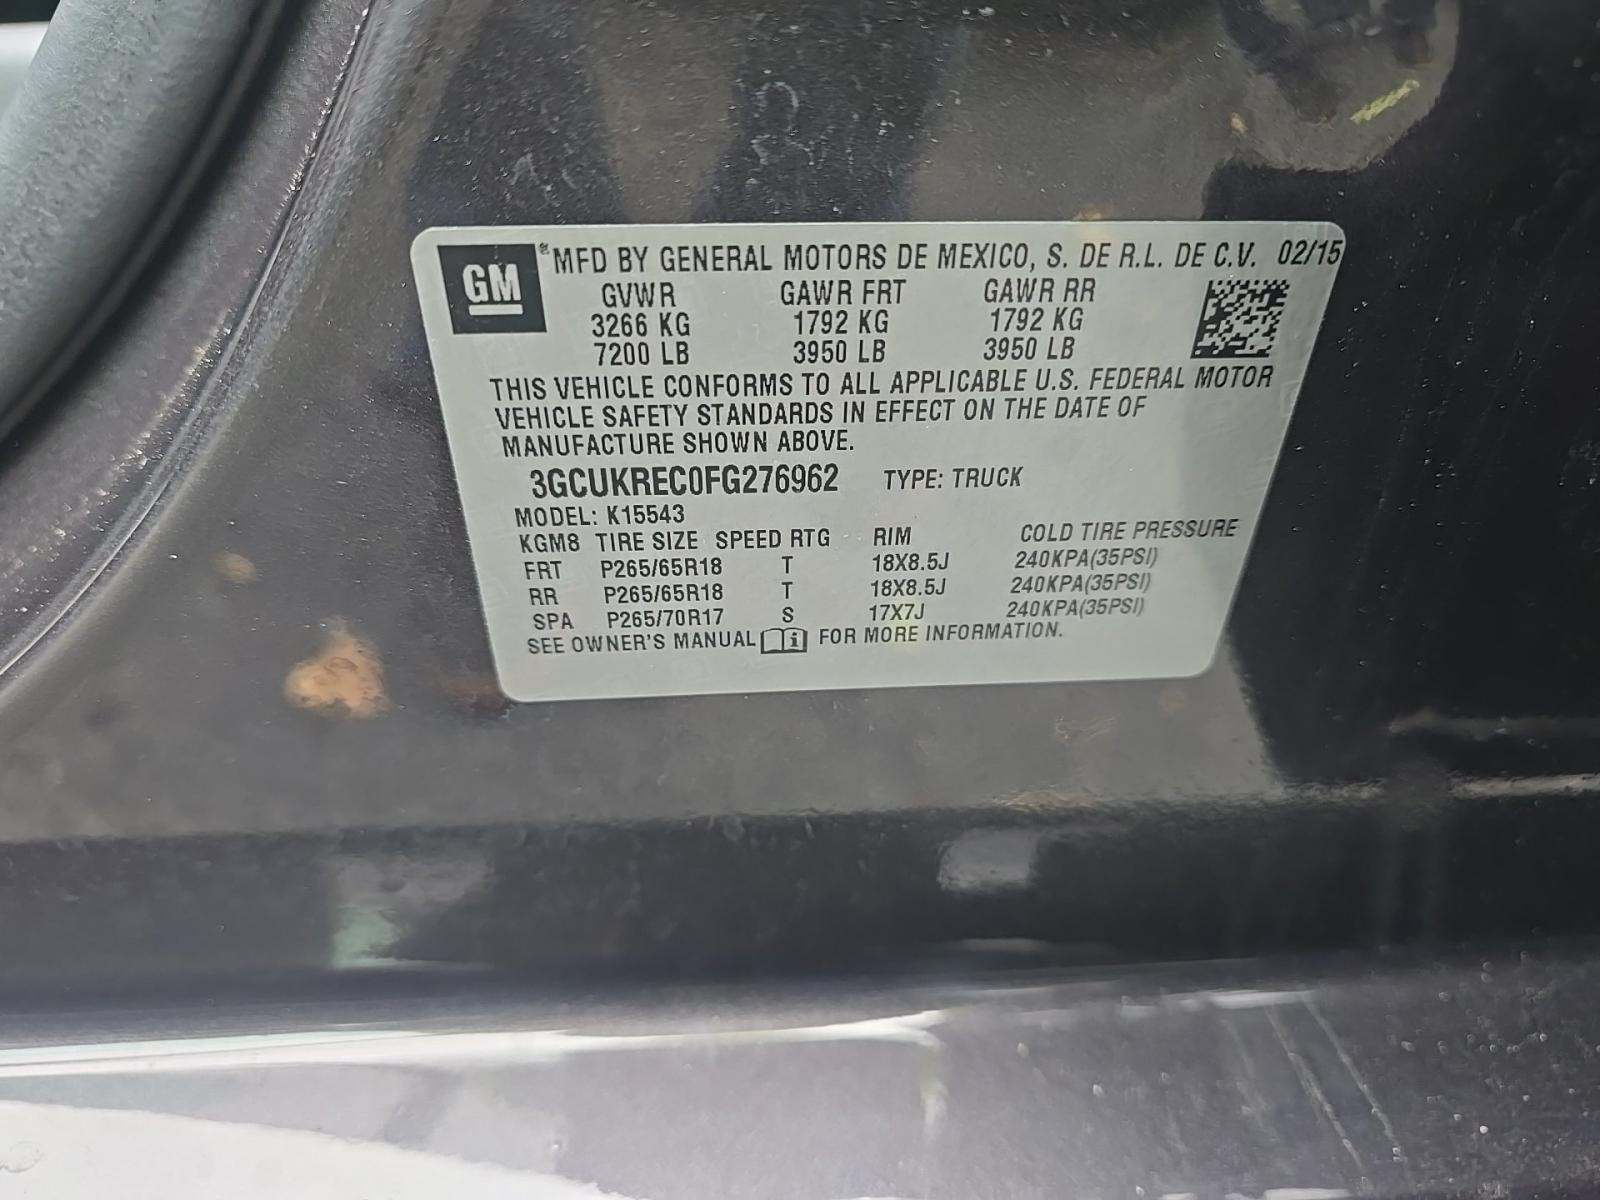 GM ® MFD BY GENERAL MOTORS DE MEXICO, S. DE R.L. DE C.V. 02/15
GVWR GAWR FRT GAWR RR
3266 KG 1792 KG 1792 KG
7200 LB 3950 LB 3950 LB
THIS VEHICLE CONFORMS TO ALL APPLICABLE U.S. FEDERAL MOTOR
VEHICLE SAFETY STANDARDS IN EFFECT ON THE DATE OF
MANUFACTURE SHOWN ABOVE.
3GCUKREC0FG276962 TYPE: TRUCK
MODEL: K15543
KGM8 TIRE SIZE SPEED RTG RIM COLD TIRE PRESSURE
FRT P265/65R18 T 18X8.5J 240KPA(35PSI)
RR P265/65R18 T 18X8.5J 240KPA(35PSI)
SPA P265/70R17 S 17X7J 240KPA(35PSI)
SEE OWNER'S MANUAL i FOR MORE INFORMATION.